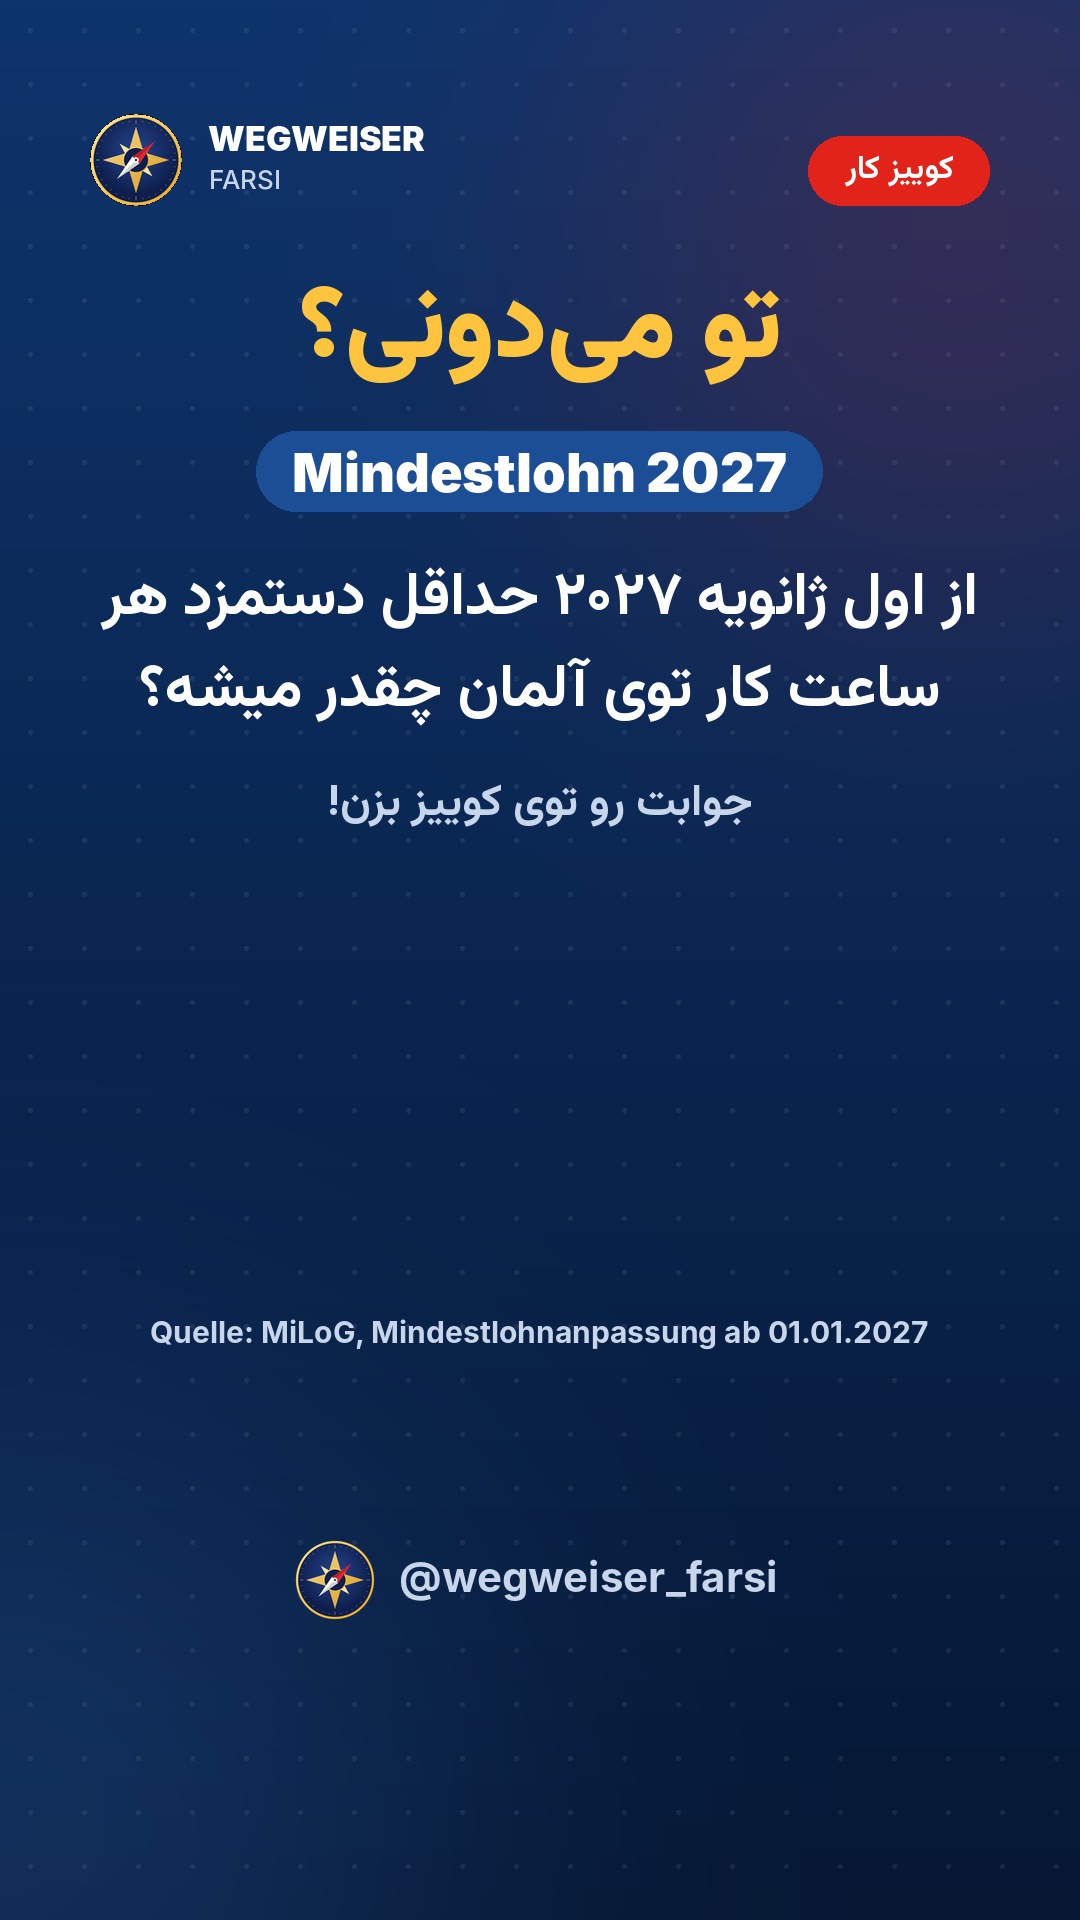 WEGWEISER
FARSI
کوییز کار
تو می‌دونی؟
Mindestlohn 2027
از اول ژانویه ۲۰۲۷ حداقل دستمزد هر
ساعت کار توی آلمان چقدر میشه؟
جوابت رو توی کوییز بزن!
Quelle: MiLoG, Mindestlohnanpassung ab 01.01.2027
@wegweiser_farsi